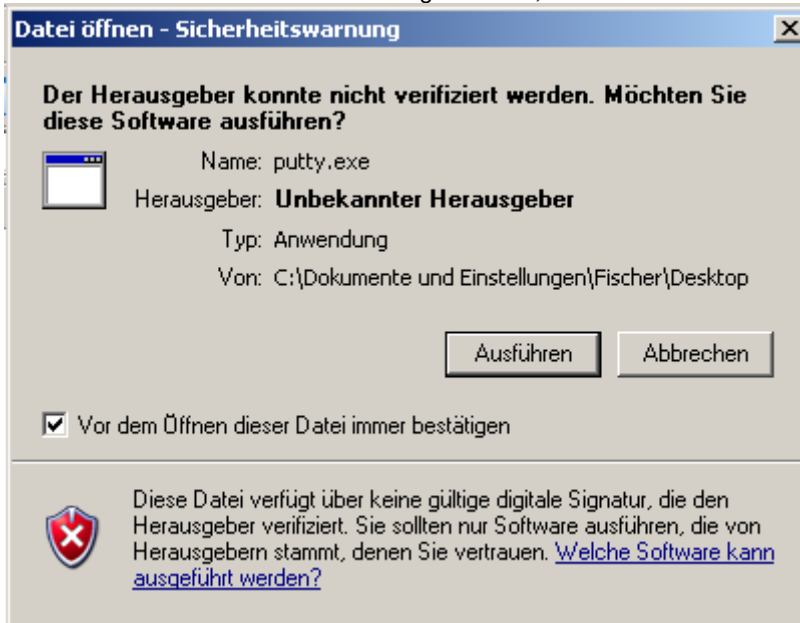 Datei öffnen - Sicherheitswarnung
Der Herausgeber konnte nicht verifiziert werden. Möchten Sie
diese Software ausführen?
Name: putty.exe
Herausgeber: Unbekannter Herausgeber
Typ: Anwendung
Von: C:\Dokumente und Einstellungen\Fischer\Desktop
Ausführen Abbrechen
Vor dem Öffnen dieser Datei immer bestätigen
Diese Datei verfügt über keine gültige digitale Signatur, die den
Herausgeber verifiziert. Sie sollten nur Software ausführen, die von
Herausgebern stammt, denen Sie vertrauen. Welche Software kann
ausgeführt werden?